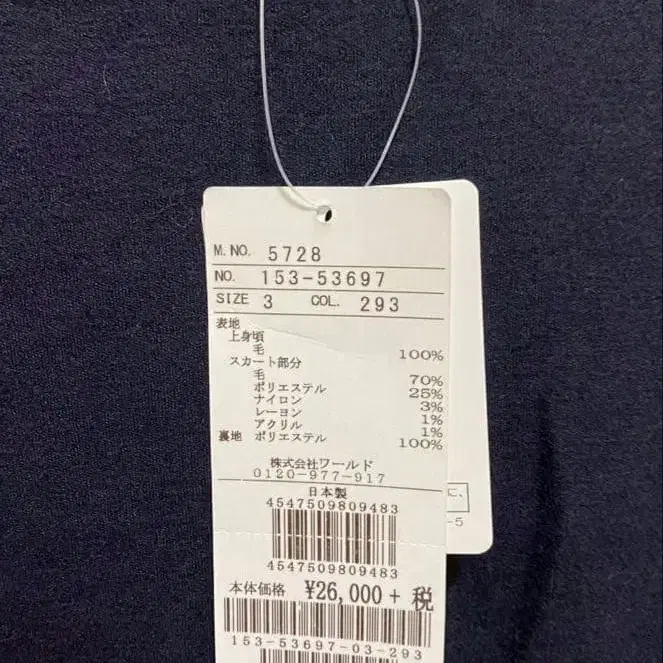 M. NO. 5728
NO. 153-53697
SIZE 3 COL. 293
表地
上身頃
毛 100%
スカート部分
毛 70%
ポリエステル 25%
ナイロン 3%
レーヨン 1%
アクリル 1%
裏地 ポリエステル 100%
株式会社ワールド
0120-977-917
日本製
4547509809483
4547509809483
本体価格 ¥26,000 + 税
153-53697-03-293
に、
-5